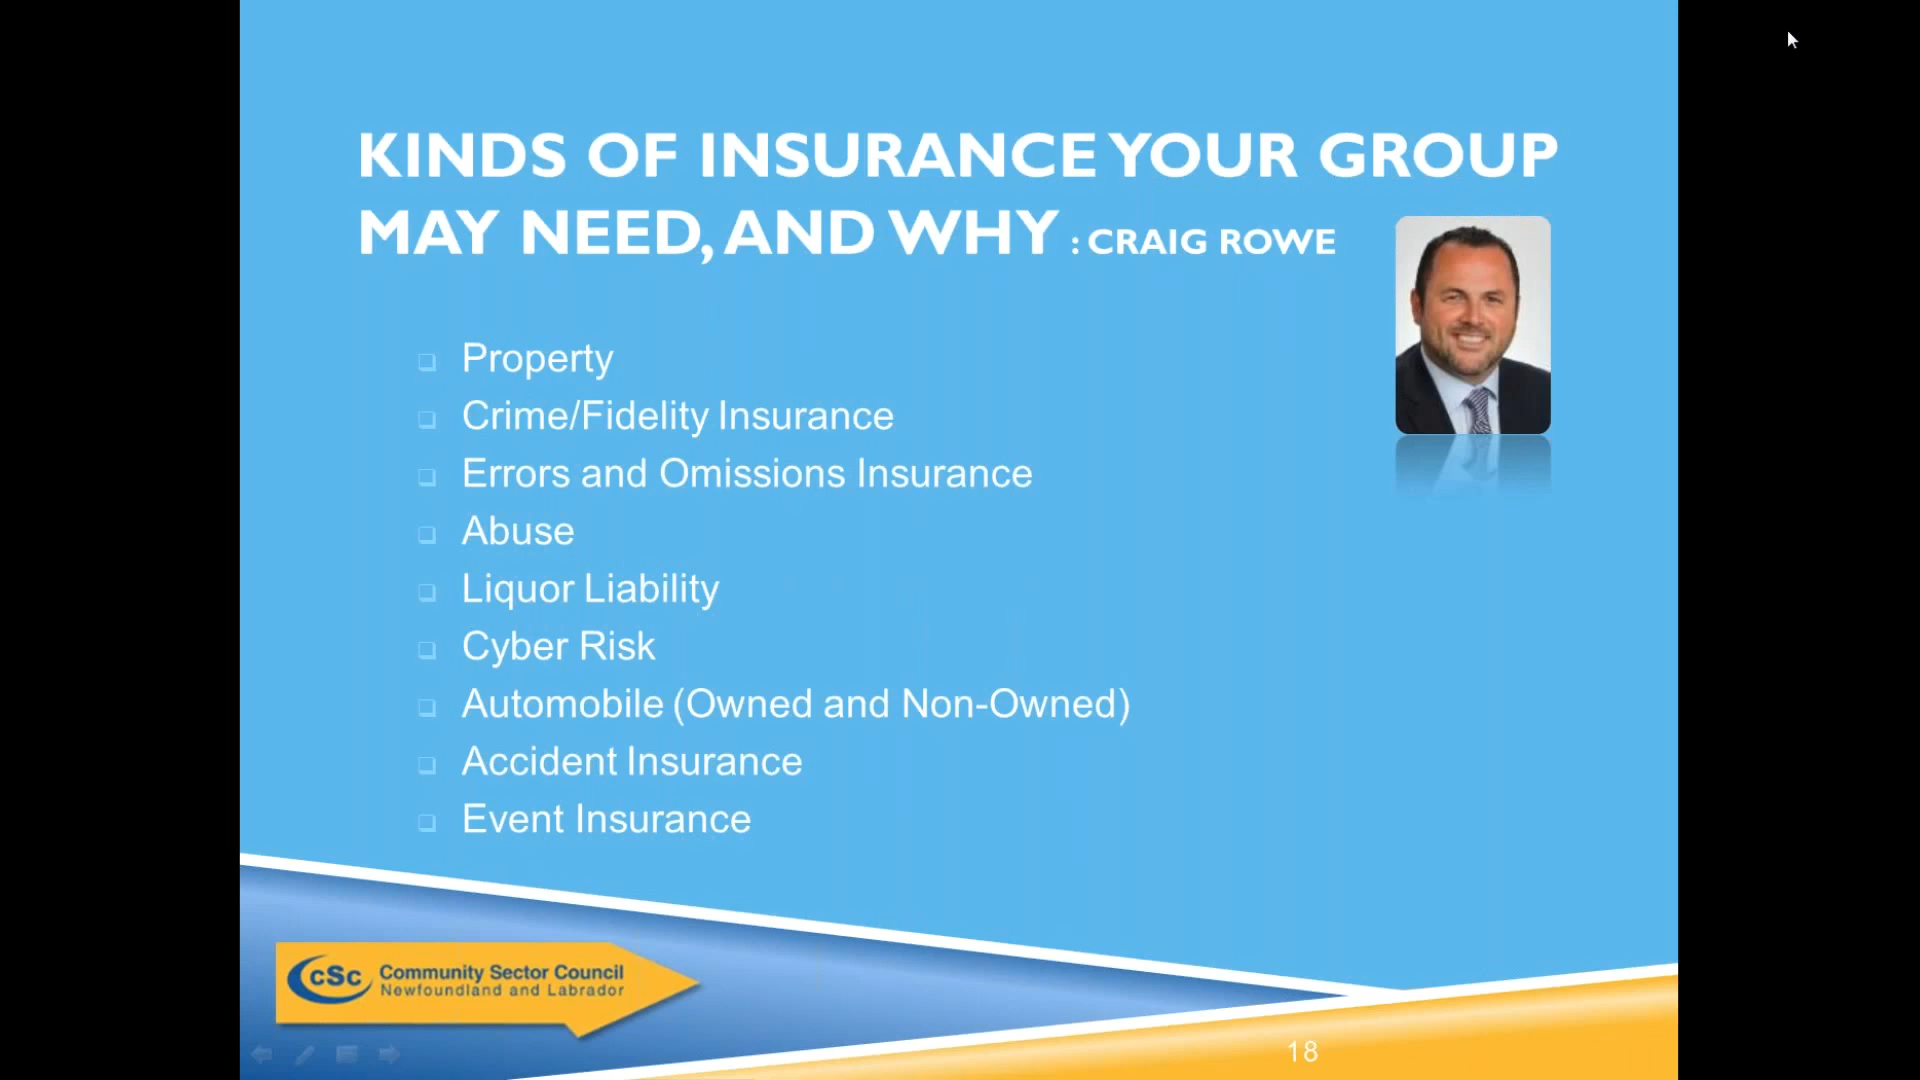 KINDS OF INSURANCE YOUR GROUP
MAY NEED, AND WHY : CRAIG ROWE
Property
Crime/Fidelity Insurance
Errors and Omissions Insurance
Abuse
Liquor Liability
Cyber Risk
Automobile (Owned and Non-Owned)
Accident Insurance
Event Insurance
cSc Community Sector Council
Newfoundland and Labrador
18